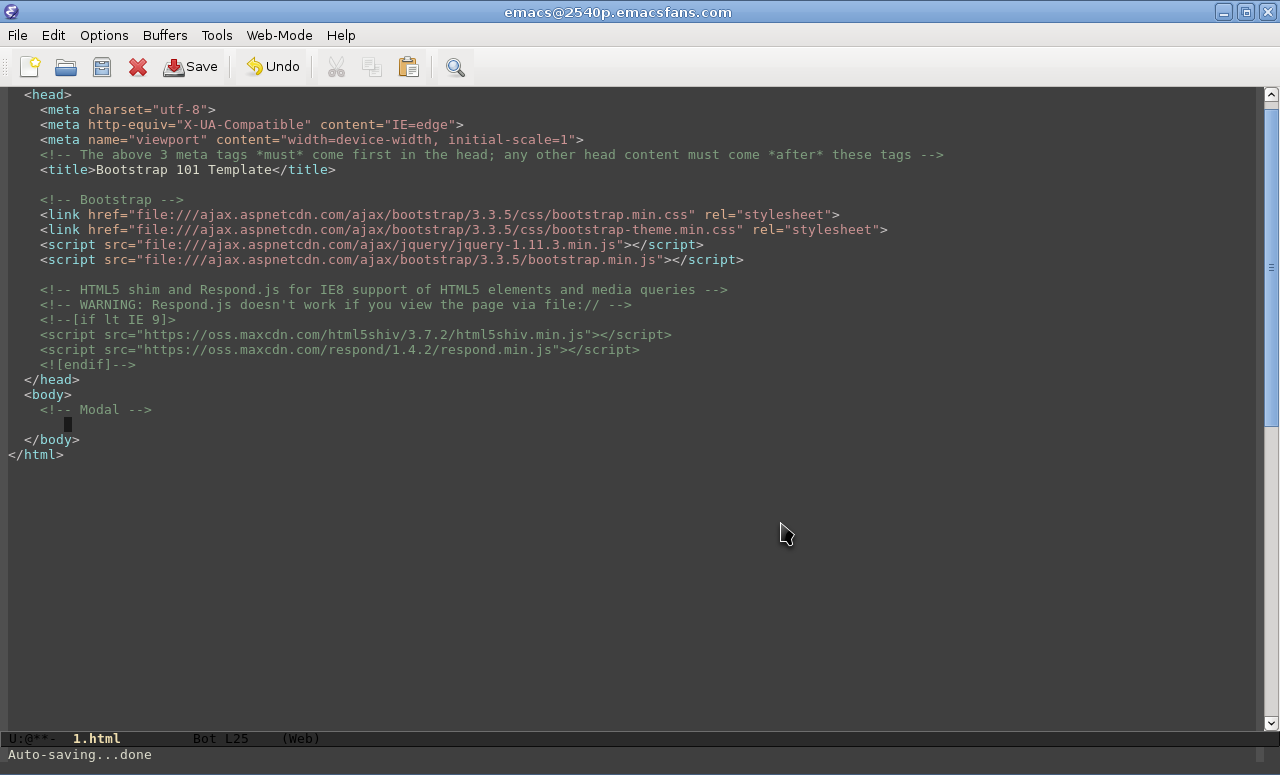 emacs@2540p.emacsfans.com
File Edit Options Buffers Tools Web-Mode Help
Save Undo
<head>
<meta charset="utf-8">
<meta http-equiv="X-UA-Compatible" content="IE=edge">
<meta name="viewport" content="width=device-width, initial-scale=1">
<!-- The above 3 meta tags *must* come first in the head; any other head content must come *after* these tags -->
<title>Bootstrap 101 Template</title>
<!-- Bootstrap -->
<link href="file:///ajax.aspnetcdn.com/ajax/bootstrap/3.3.5/css/bootstrap.min.css" rel="stylesheet">
<link href="file:///ajax.aspnetcdn.com/ajax/bootstrap/3.3.5/css/bootstrap-theme.min.css" rel="stylesheet">
<script src="file:///ajax.aspnetcdn.com/ajax/jquery/jquery-1.11.3.min.js"></script>
<script src="file:///ajax.aspnetcdn.com/ajax/bootstrap/3.3.5/bootstrap.min.js"></script>
<!-- HTML5 shim and Respond.js for IE8 support of HTML5 elements and media queries -->
<!-- WARNING: Respond.js doesn't work if you view the page via file:// -->
<!--[if lt IE 9]>
<script src="https://oss.maxcdn.com/html5shiv/3.7.2/html5shiv.min.js"></script>
<script src="https://oss.maxcdn.com/respond/1.4.2/respond.min.js"></script>
<![endif]-->
</head>
<body>
<!-- Modal -->
</body>
</html>
U:@**- 1.html Bot L25 (Web)
Auto-saving...done